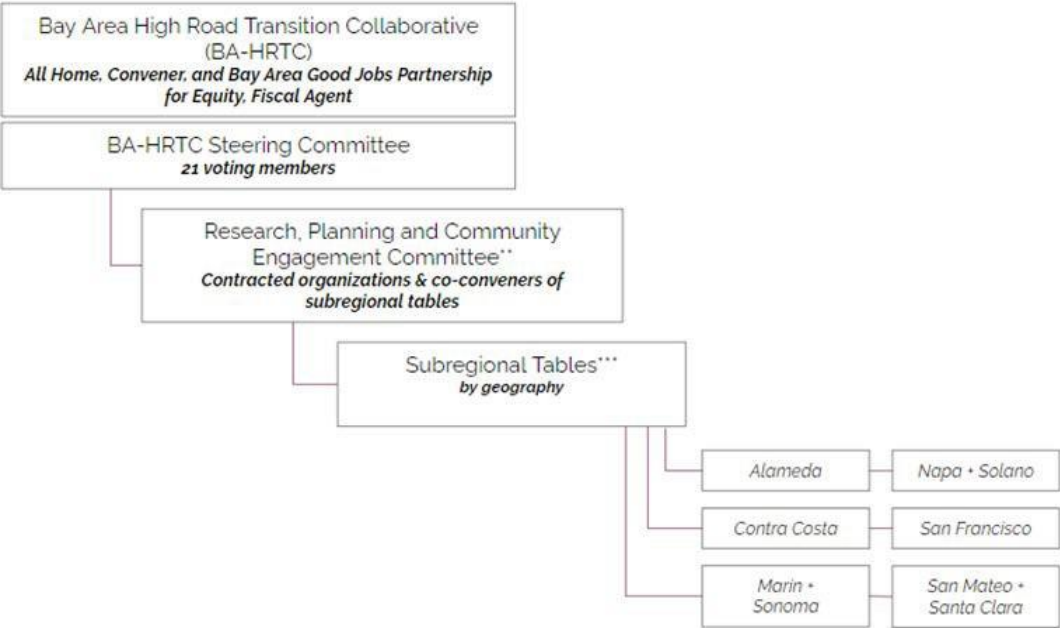 Bay Area High Road Transition Collaborative
(BA-HRTC)
All Home, Convener, and Bay Area Good Jobs Partnership
for Equity, Fiscal Agent
BA-HRTC Steering Committee
21 voting members
Research, Planning and Community
Engagement Committee**
Contracted organizations & co-conveners of
subregional tables
Subregional Tables***
by geography
Alameda
Napa + Solano
Contra Costa
San Francisco
Marin +
Sonoma
San Mateo +
Santa Clara